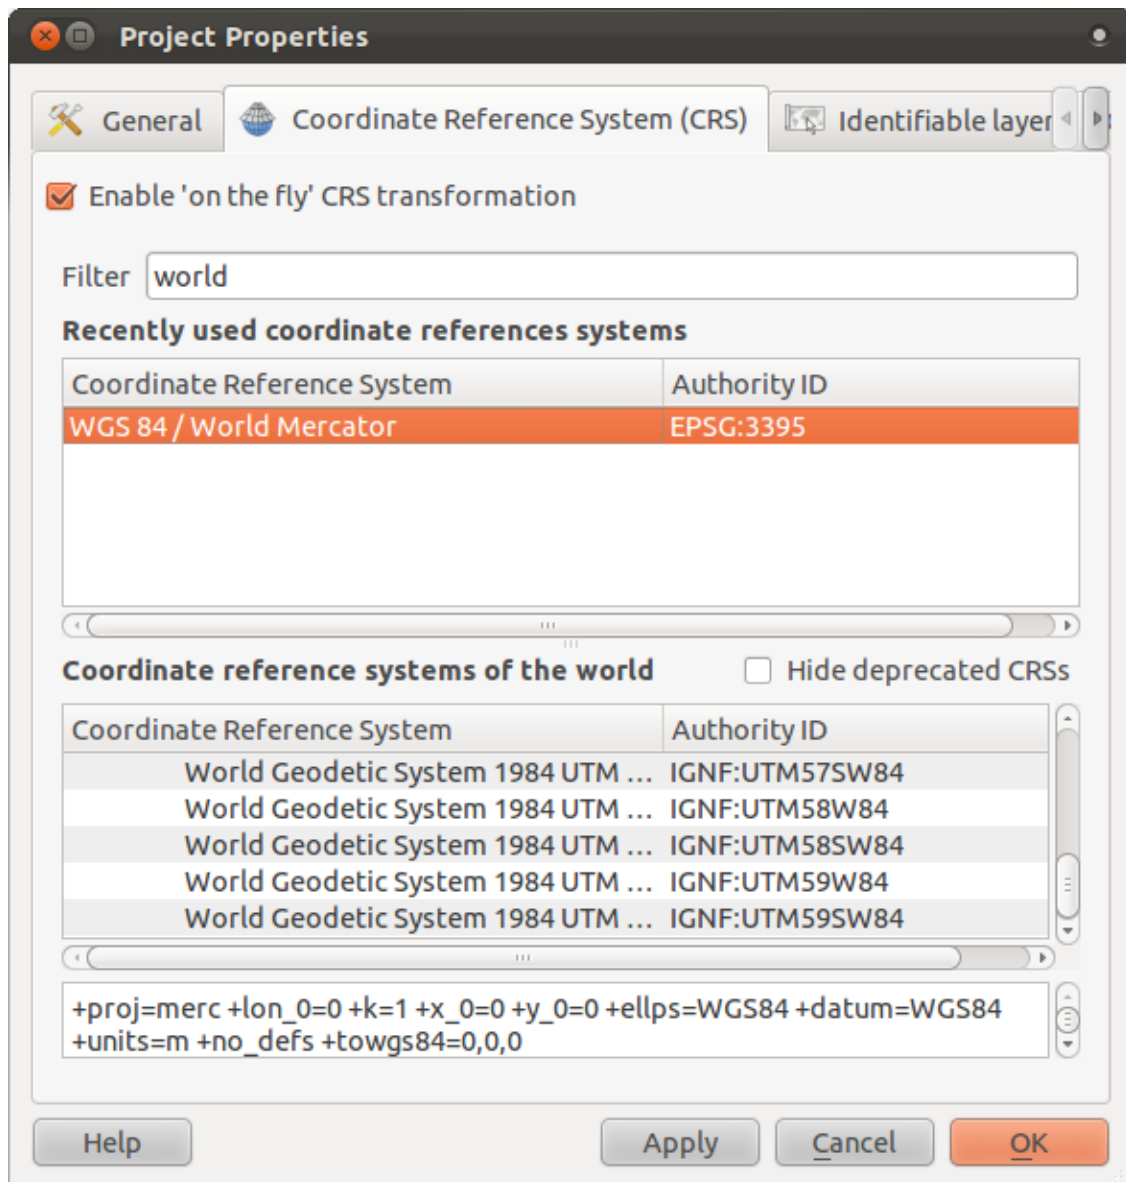 Project Properties
General
Coordinate Reference System (CRS)
Identifiable layer
Enable 'on the fly' CRS transformation
Filter world
Recently used coordinate references systems
Coordinate Reference System Authority ID
WGS 84 / World Mercator EPSG:3395
Coordinate reference systems of the world Hide deprecated CRSs
Coordinate Reference System Authority ID
World Geodetic System 1984 UTM ... IGNF:UTM57SW84
World Geodetic System 1984 UTM ... IGNF:UTM58W84
World Geodetic System 1984 UTM ... IGNF:UTM58SW84
World Geodetic System 1984 UTM ... IGNF:UTM59W84
World Geodetic System 1984 UTM ... IGNF:UTM59SW84
+proj=merc +lon_0=0 +k=1 +x_0=0 +y_0=0 +ellps=WGS84 +datum=WGS84
+units=m +no_defs +towgs84=0,0,0
Help Apply Cancel OK